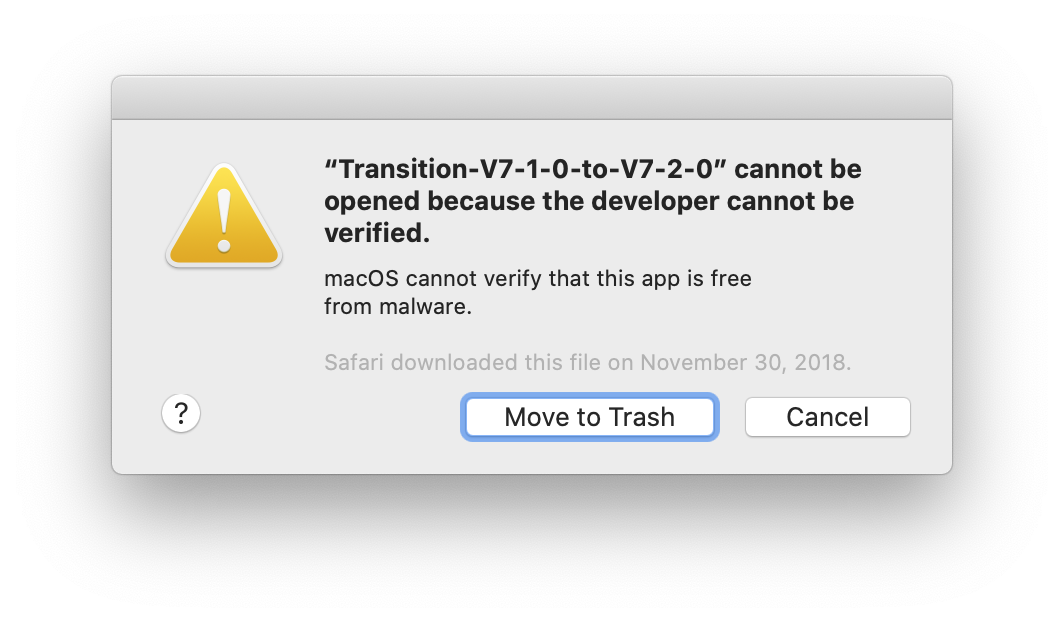 “Transition-V7-1-0-to-V7-2-0” cannot be
opened because the developer cannot be
verified.
macOS cannot verify that this app is free
from malware.
Safari downloaded this file on November 30, 2018.
?
Move to Trash
Cancel